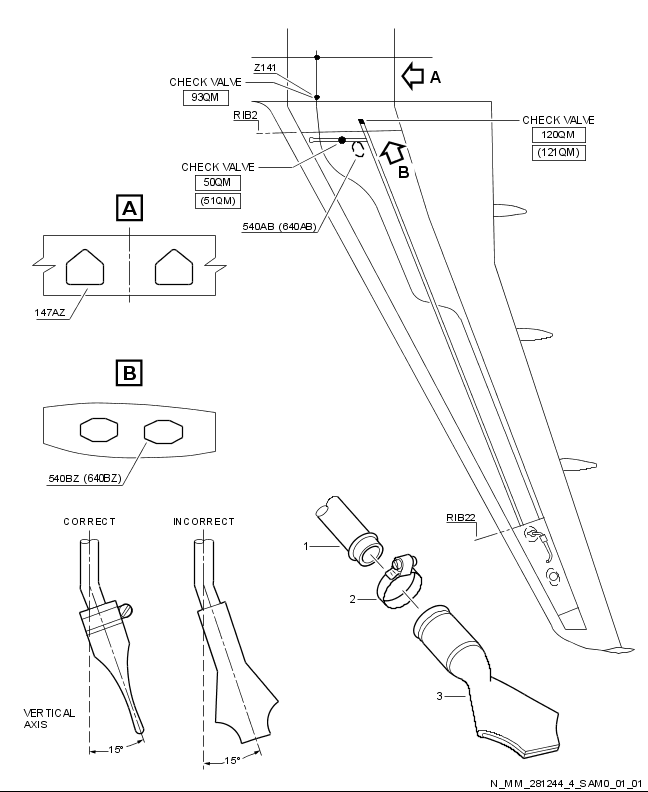 Z141
CHECK VALVE
93QM
A
RIB2
CHECK VALVE
120QM
(121QM)
CHECK VALVE
50QM
(51QM)
B
540AB (640AB)
A
147AZ
B
540BZ (640BZ)
CORRECT
INCORRECT
RIB22
1
2
3
VERTICAL
AXIS
15°
15°
N_MM_281244_4_SAM0_01_01